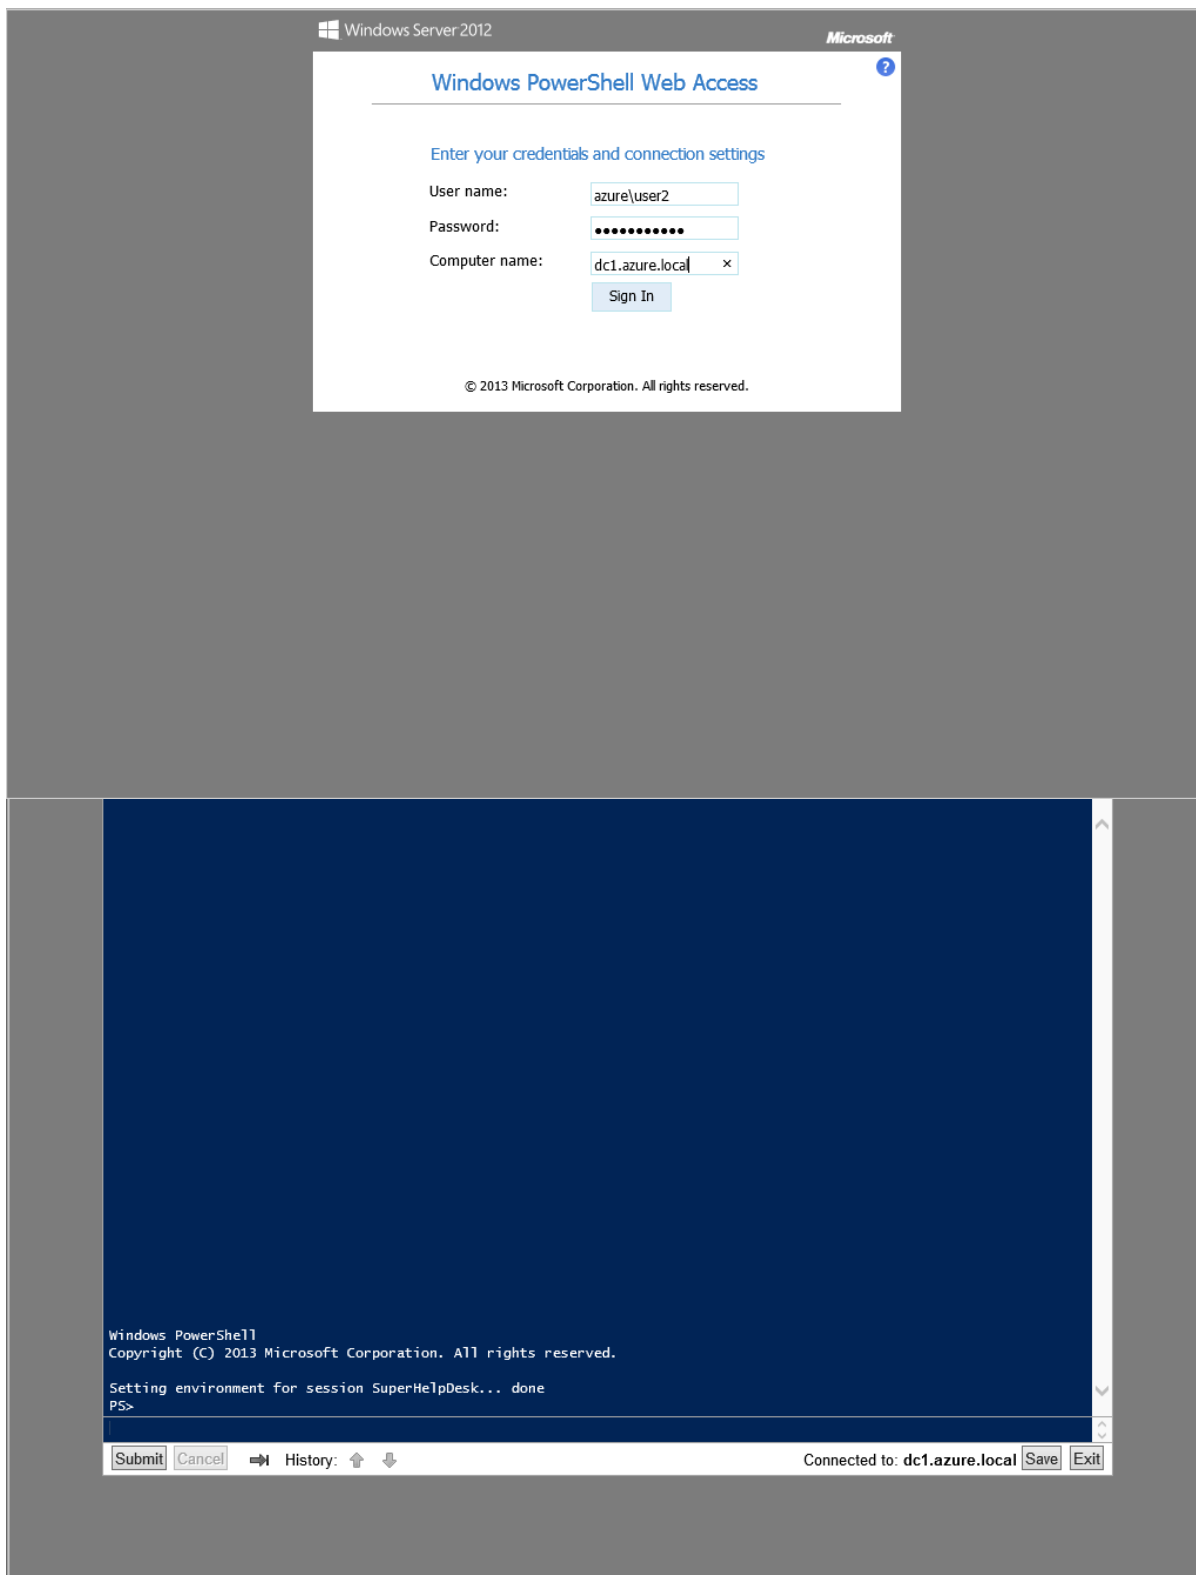 Windows Server 2012
Microsoft
?
Windows PowerShell Web Access
Enter your credentials and connection settings
User name: azure\user2
Password: ●●●●●●●●●●●
Computer name: dc1.azure.local ×
Sign In
© 2013 Microsoft Corporation. All rights reserved.
Windows PowerShell
Copyright (C) 2013 Microsoft Corporation. All rights reserved.
Setting environment for session SuperHelpDesk... done
PS>
Submit Cancel History: Connected to: dc1.azure.local Save Exit